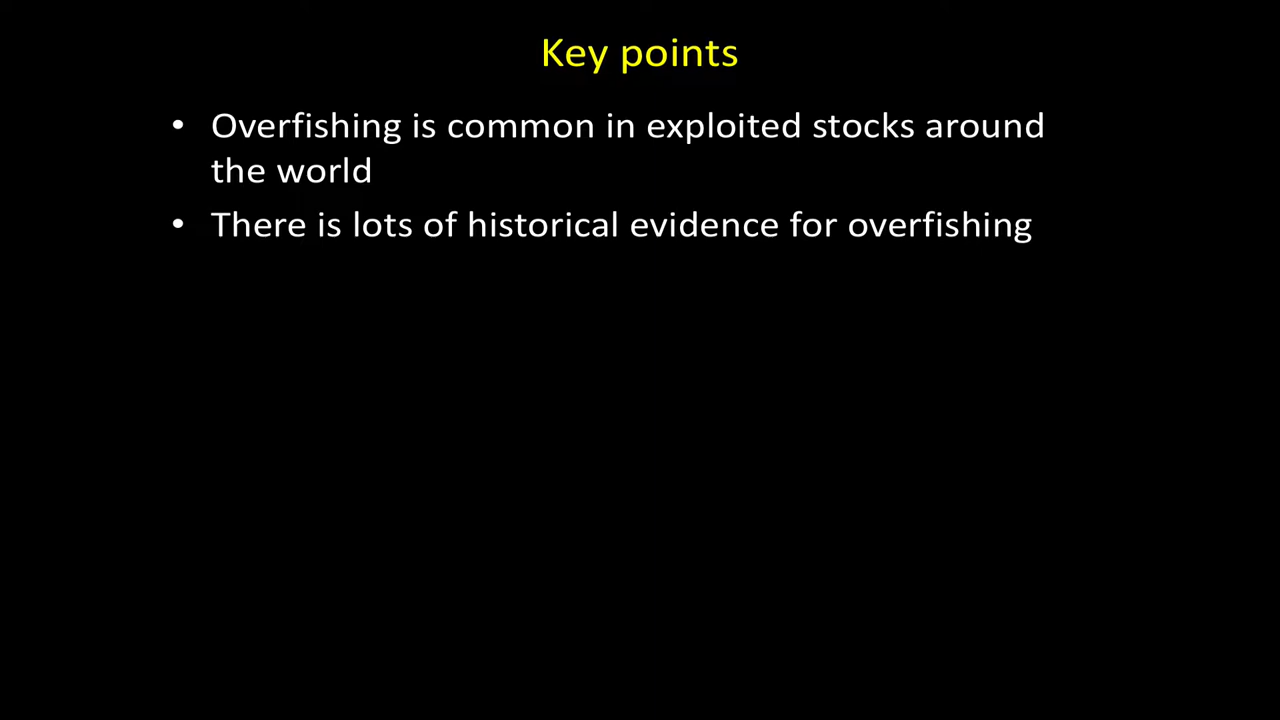 Key points
• Overfishing is common in exploited stocks around
the world
• There is lots of historical evidence for overfishing